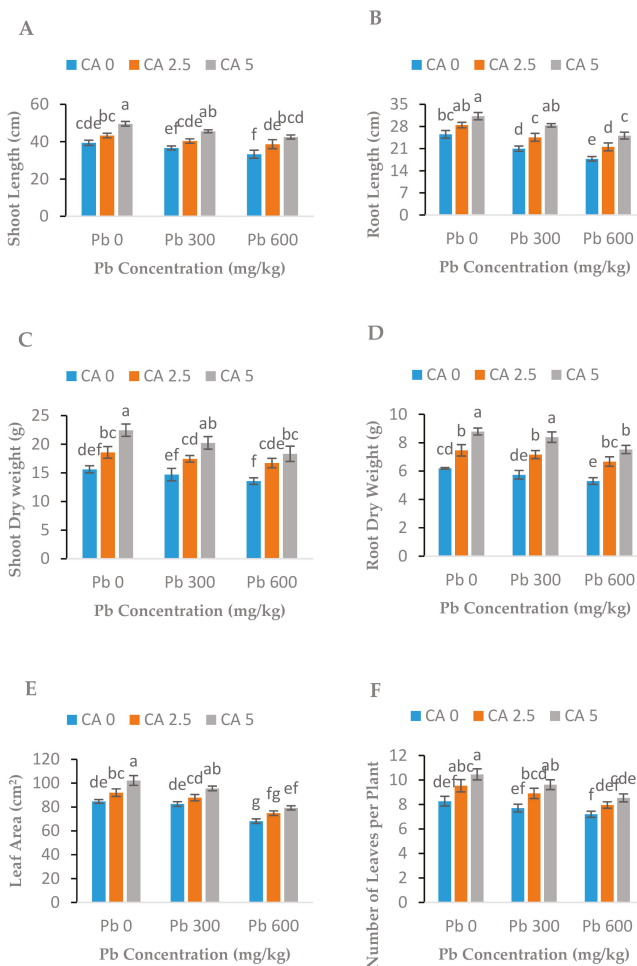 A
CA 0 CA 2.5 CA 5
60
40
20
0
cde bc a
ef cde ab
f de bcd
Pb 0 Pb 300 Pb 600
Shoot Length (cm)
Pb Concentration (mg/kg)
B
CA 0 CA 2.5 CA 5
35
28
21
14
7
0
bc ab a
d c ab
e d c
Pb 0 Pb 300 Pb 600
Root Length (cm)
Pb Concentration (mg/kg)
C
CA 0 CA 2.5 CA 5
25
20
15
10
5
0
def bc a
ef cd ab
f cde bc
Pb 0 Pb 300 Pb 600
Shoot Dry weight (g)
Pb Concentration (mg/kg)
D
CA 0 CA 2.5 CA 5
10
8
6
4
2
0
cd b a
de b a
e bc b
Pb 0 Pb 300 Pb 600
Root Dry Weight (g)
Pb Concentration (mg/kg)
E
CA 0 CA 2.5 CA 5
120
100
80
60
40
20
0
de bc a
de cd ab
g fg ef
Pb 0 Pb 300 Pb 600
Leaf Area (cm²)
Pb Concentration (mg/kg)
F
CA 0 CA 2.5 CA 5
12
10
8
6
4
2
0
def abc a
ef bcd ab
f def cde
Pb 0 Pb 300 Pb 600
Number of Leaves per Plant
Pb Concentration (mg/kg)